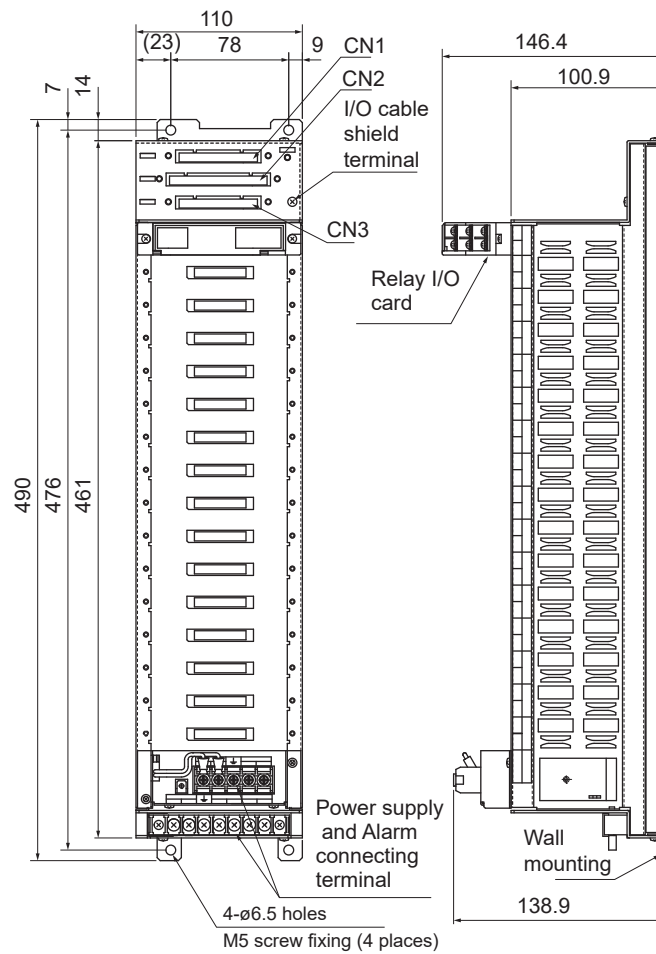 110
(23)
78
9
CN1
CN2
I/O cable
shield
terminal
7
14
CN3
146.4
100.9
Relay I/O
card
490
476
461
Power supply
and Alarm
connecting
terminal
Wall
mounting
4-ø6.5 holes
M5 screw fixing (4 places)
138.9